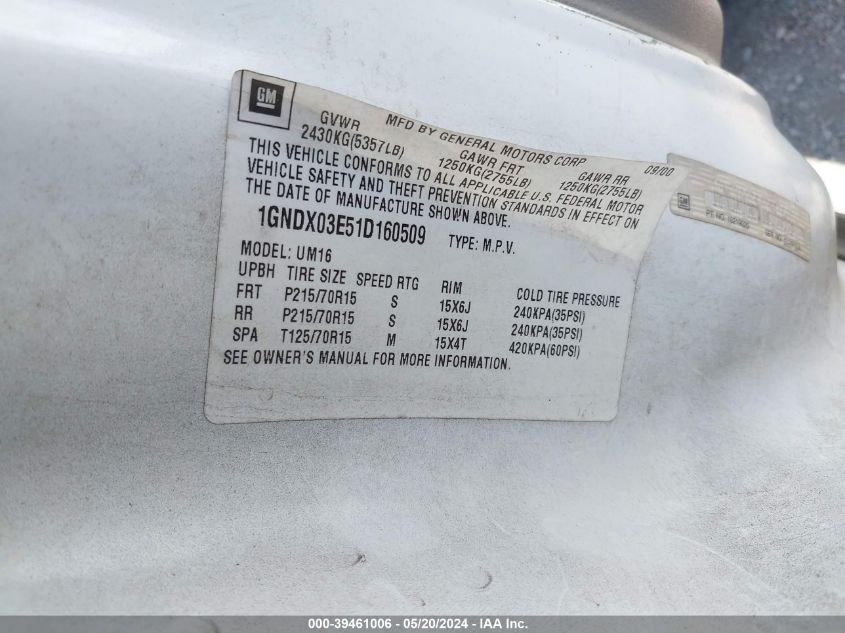 GM
MFD BY GENERAL MOTORS CORP 09/00
GVWR GAWR FRT GAWR RR
2430KG(5357LB) 1250KG(2755LB) 1250KG(2755LB)
THIS VEHICLE CONFORMS TO ALL APPLICABLE U.S. FEDERAL MOTOR
VEHICLE SAFETY AND THEFT PREVENTION STANDARDS IN EFFECT ON
THE DATE OF MANUFACTURE SHOWN ABOVE.
1GNDX03E51D160509 TYPE: M.P.V.
MODEL: UM16
UPBH TIRE SIZE SPEED RTG RIM COLD TIRE PRESSURE
FRT P215/70R15 S 15X6J 240KPA(35PSI)
RR P215/70R15 S 15X6J 240KPA(35PSI)
SPA T125/70R15 M 15X4T 420KPA(60PSI)
SEE OWNER'S MANUAL FOR MORE INFORMATION.
GM
PT. NO.
000-39461006 / 05/20/2024 - IAA Inc.